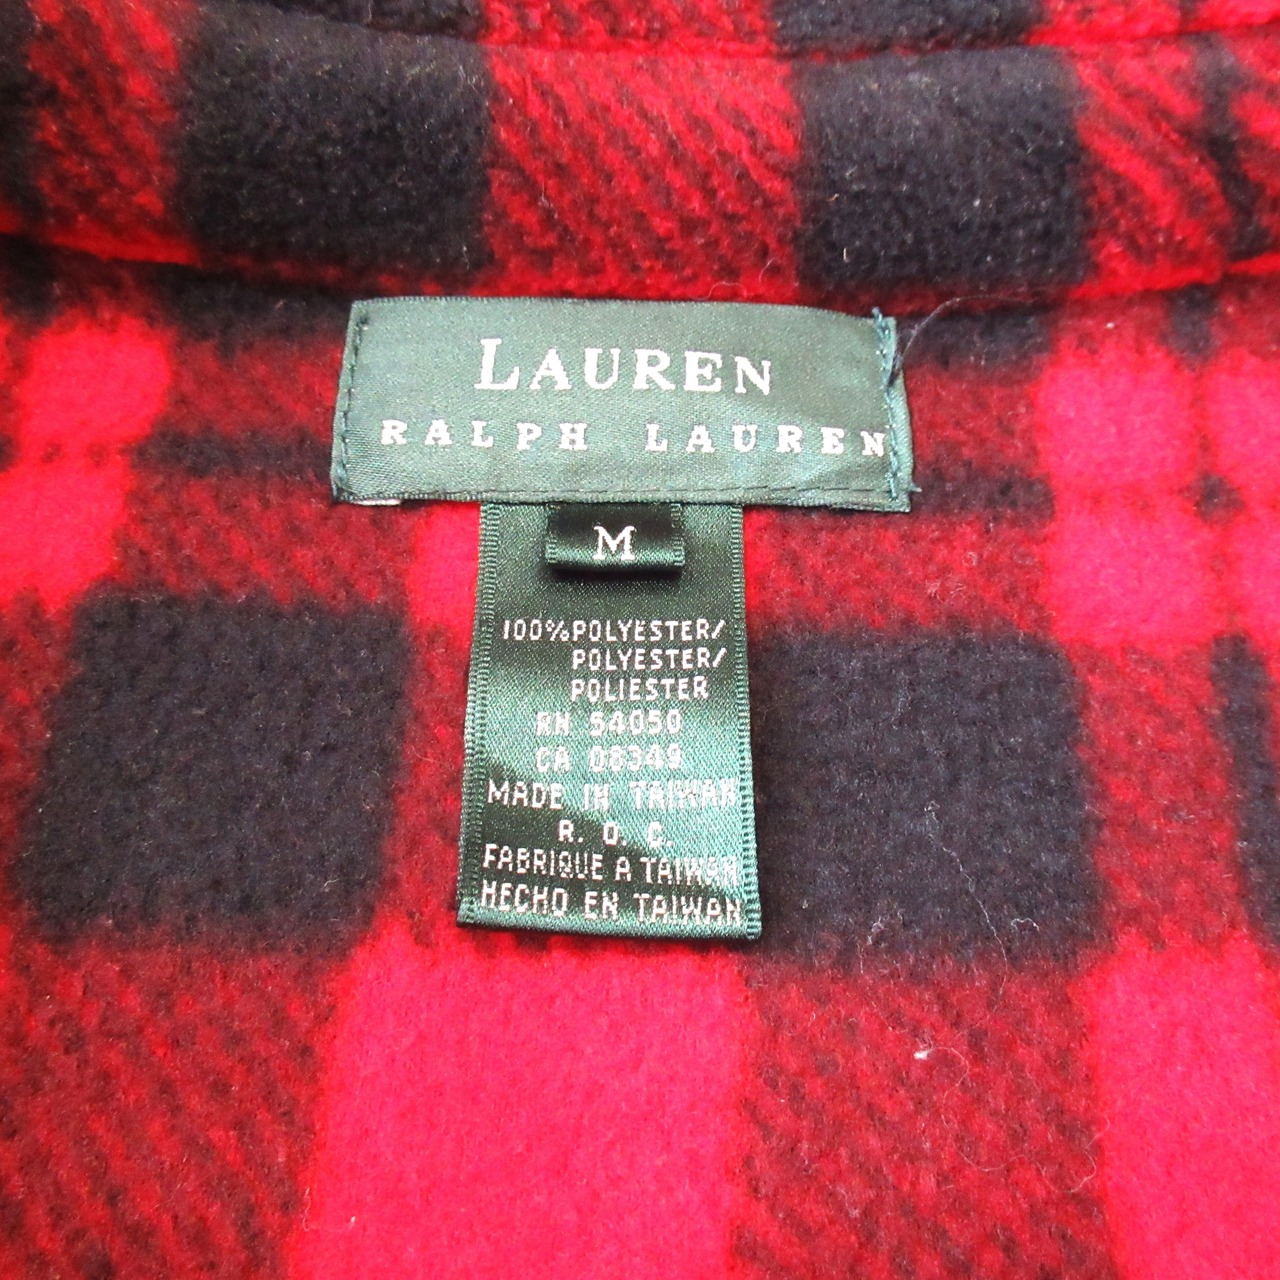 LAUREN
RALPH LAUREN
M
100%POLYESTER/
POLYESTER/
POLIESTER
RN 54050
CA 08349
MADE IN TAIWAN
R. O. C.
FABRIQUE A TAIWAN
HECHO EN TAIWAN